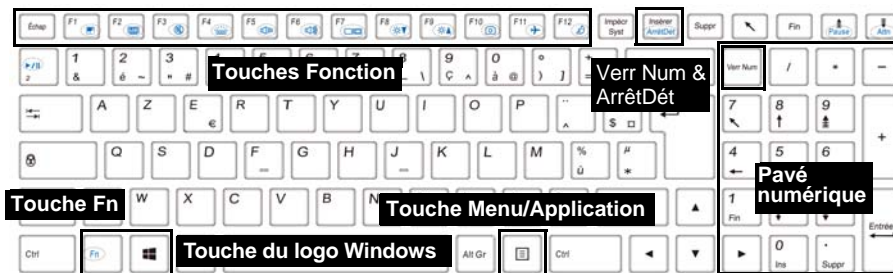 Échap F1 F2 F3 F4 F5 F6 F7 F8 F9 F10 F11 F12 Impécr Syst Insérer ArrêtDéf Suppr Fin Pause Attn
2 1 & 2 é ~ 3 " # \ 9 Ç ^ 0 à @ ° ) ] + Verr Num / * -
Touches Fonction
Verr Num &
ArrêtDét
A Z E € R T Y U I O P ¨ ^ $ ¤ 7 8 9 +
Q S D F G H J K L M % ù µ * 4 5 6
Pavé
numérique
Touche Fn
W X C V B N
Touche Menu/Application
1 Fin
Entrée
Ctrl Fn
Touche du logo Windows
Alt Gr Ctrl 0 Ins . Suppr